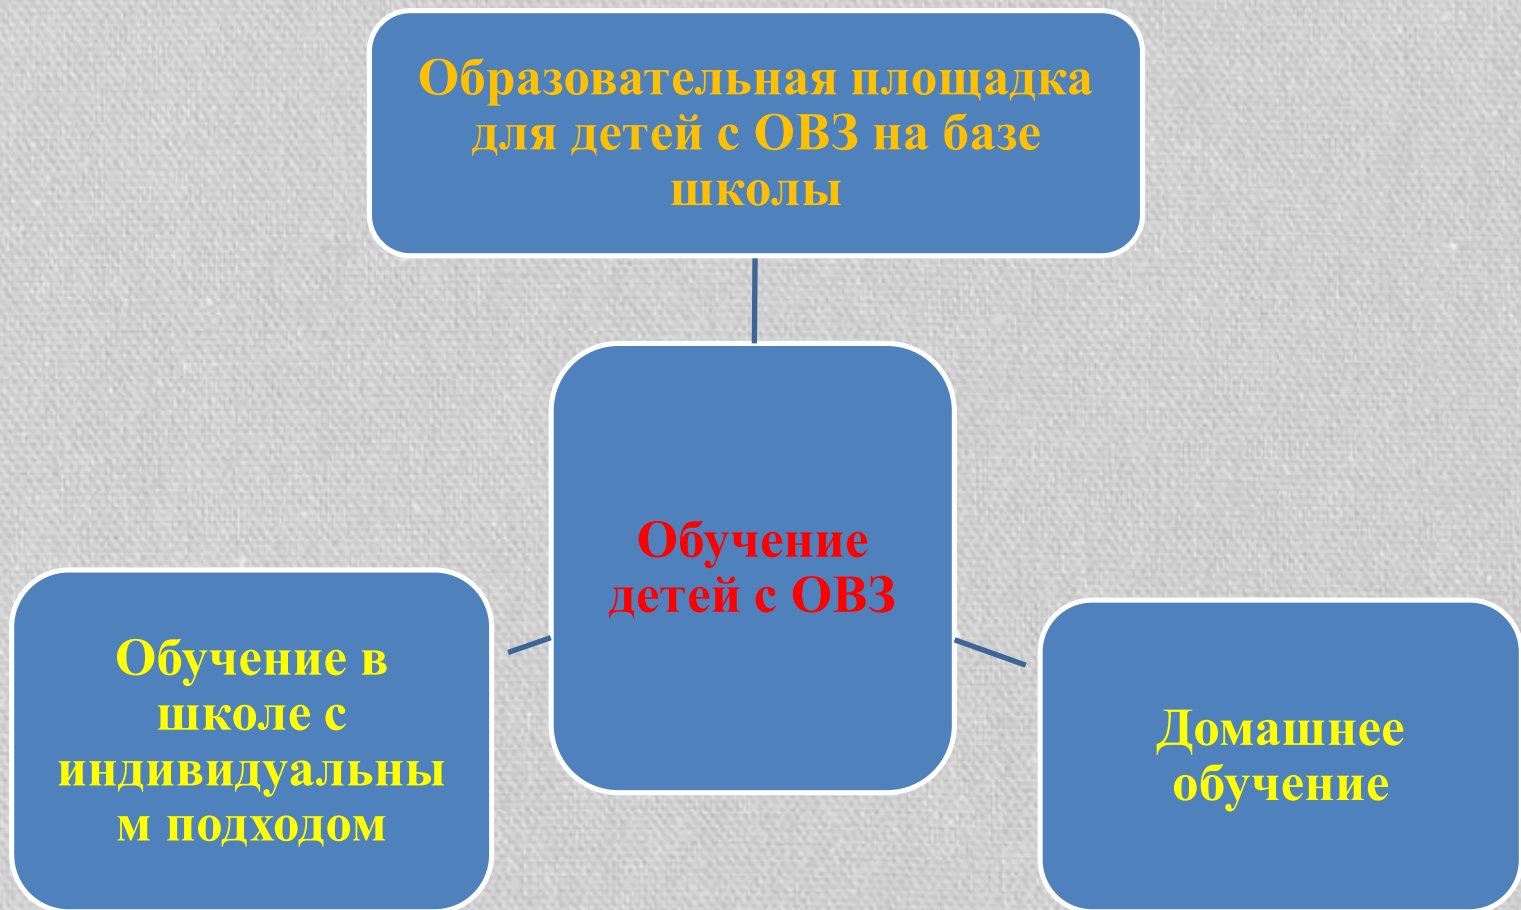 Образовательная площадка
для детей с ОВЗ на базе
школы
Обучение
детей с ОВЗ
Обучение в
школе с
индивидуальны
м подходом
Домашнее
обучение